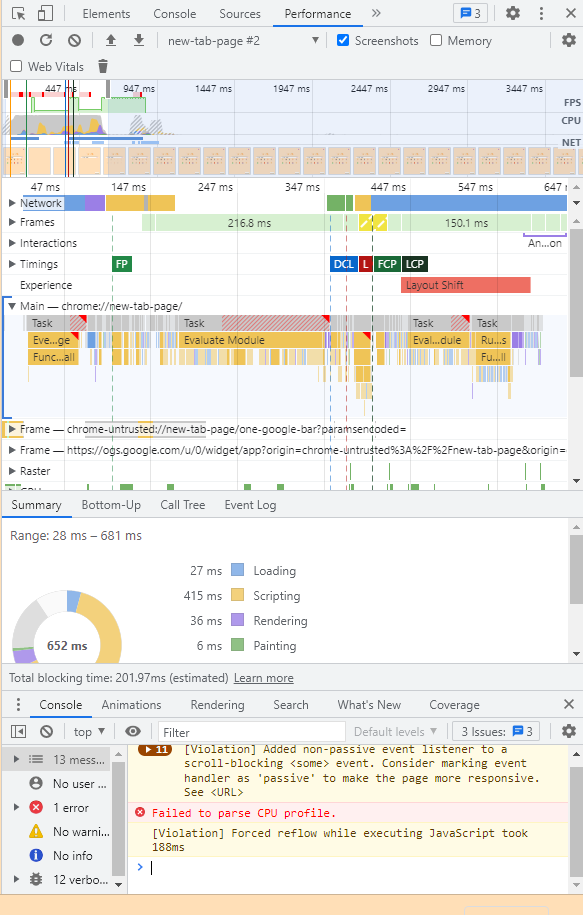 Elements Console Sources Performance » 3
new-tab-page #2 Screenshots Memory
Web Vitals
447 ms 947 ms 1447 ms 1947 ms 2447 ms 2947 ms 3447 ms
FPS
CPU
NET
47 ms 147 ms 247 ms 347 ms 447 ms 547 ms 647 m
Network
Frames 216.8 ms 150.1 ms
Interactions An...on
Timings FP DCL L FCP LCP
Experience Layout Shift
Main — chrome://new-tab-page/
Task Task Task Task
Eve...ge Evaluate Module Eval...dule Ru...s
Func...all Fu...ll
Frame — chrome-untrusted://new-tab-page/one-google-bar?paramsencoded=
Frame — https://ogs.google.com/u/0/widget/app?origin=chrome-untrusted%3A%2F%2Fnew-tab-page&origin=
Raster
Summary Bottom-Up Call Tree Event Log
Range: 28 ms – 681 ms
27 ms Loading
415 ms Scripting
36 ms Rendering
652 ms
6 ms Painting
Total blocking time: 201.97ms (estimated) Learn more
Console Animations Rendering Search What's New Coverage
top Filter Default levels 3 Issues: 3
13 mess...
No user ...
1 error
No warni...
No info
12 verbo...
11 [Violation] Added non-passive event listener to a
scroll-blocking <some> event. Consider marking event
handler as 'passive' to make the page more responsive.
See <URL>
Failed to parse CPU profile.
[Violation] Forced reflow while executing JavaScript took
188ms